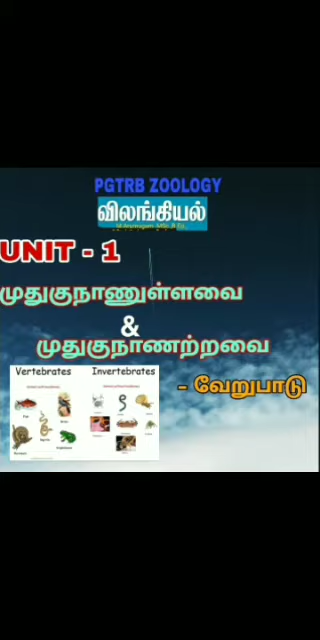 PGTRB ZOOLOGY
விலங்கியல்
UNIT - 1
முதுகுநாணுள்ளவை
&
முதுகுநாணற்றவை
- வேறுபாடு
Vertebrates Invertebrates